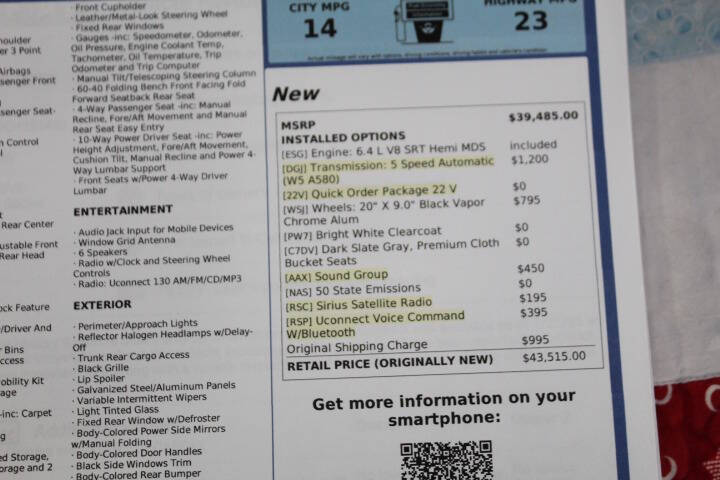 houlder
er 3 Point
Airbags
senger Front
senger Seat-
n Control
Rear Center
ustable Front
Rear Head
ock Feature
/Driver And
r Bins
ccess
obility Kit
age
-inc: Carpet
g
ed Storage,
orage and 2
· Front Cupholder
· Leather/Metal-Look Steering Wheel
· Fixed Rear Windows
· Gauges -inc: Speedometer, Odometer,
Oil Pressure, Engine Coolant Temp,
Tachometer, Oil Temperature, Trip
Odometer and Trip Computer
· Manual Tilt/Telescoping Steering Column
· 60-40 Folding Bench Front Facing Fold
Forward Seatback Rear Seat
· 4-Way Passenger Seat -inc: Manual
Recline, Fore/Aft Movement and Manual
Rear Seat Easy Entry
· 10-Way Power Driver Seat -inc: Power
Height Adjustment, Fore/Aft Movement,
Cushion Tilt, Manual Recline and Power 4-
Way Lumbar Support
· Front Seats w/Power 4-Way Driver
Lumbar
ENTERTAINMENT
· Audio Jack Input for Mobile Devices
· Window Grid Antenna
· 6 Speakers
· Radio w/Clock and Steering Wheel
Controls
· Radio: Uconnect 130 AM/FM/CD/MP3
EXTERIOR
· Perimeter/Approach Lights
· Reflector Halogen Headlamps w/Delay-
Off
· Trunk Rear Cargo Access
· Black Grille
· Lip Spoiler
· Galvanized Steel/Aluminum Panels
· Variable Intermittent Wipers
· Light Tinted Glass
· Fixed Rear Window w/Defroster
· Body-Colored Power Side Mirrors
w/Manual Folding
· Body-Colored Door Handles
· Black Side Windows Trim
· Body-Colored Rear Bumper
CITY MPG
14
HIGHWAY MPG
23
New
MSRP $39,485.00
INSTALLED OPTIONS
[ESG] Engine: 6.4 L V8 SRT Hemi MDS included
[DGJ] Transmission: 5 Speed Automatic $1,200
(W5 A580)
[22V] Quick Order Package 22 V $0
[WSJ] Wheels: 20" X 9.0" Black Vapor $795
Chrome Alum
[PW7] Bright White Clearcoat $0
[C7DV] Dark Slate Gray, Premium Cloth $0
Bucket Seats
[AAX] Sound Group $450
[NAS] 50 State Emissions $0
[RSC] Sirius Satellite Radio $195
[RSP] Uconnect Voice Command $395
W/Bluetooth
Original Shipping Charge $995
RETAIL PRICE (ORIGINALLY NEW) $43,515.00
Get more information on your
smartphone: